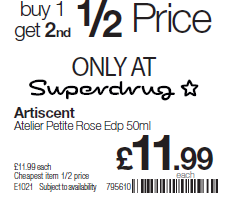 buy 1
get 2nd 1/2 Price
ONLY AT
Superdrug
Artiscent
Atelier Petite Rose Edp 50ml
£11.99
each
£11.99 each
Cheapest item 1/2 price
E1021 Subject to availability 795610